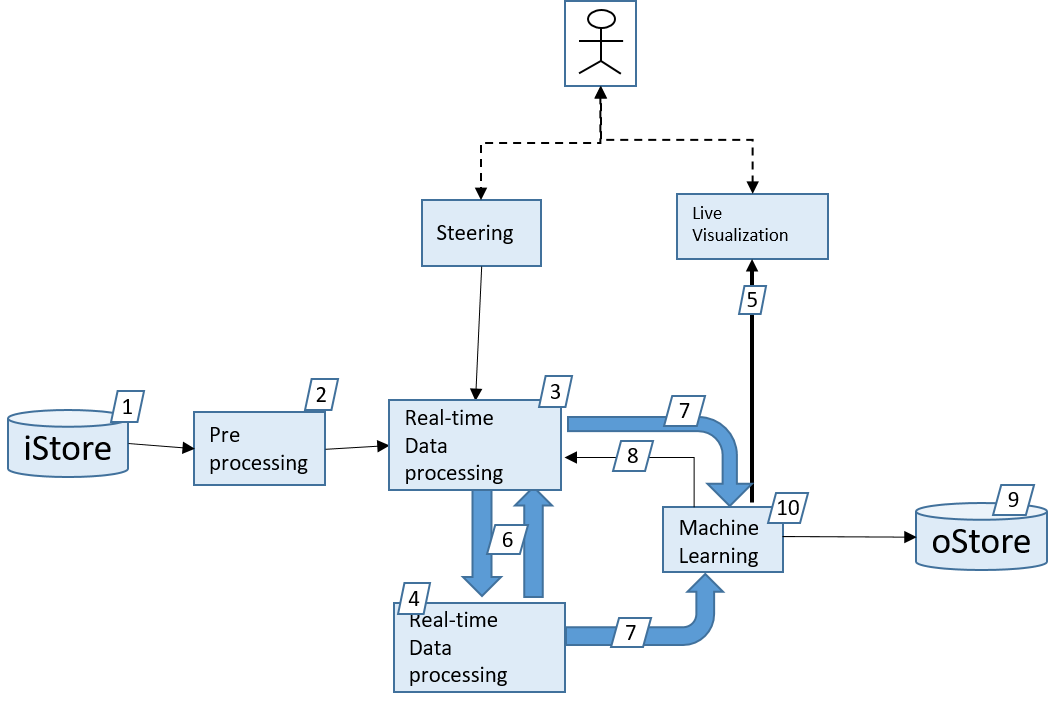 Steering
Live
Visualization
5
1
2
3
iStore
Pre
processing
Real-time
Data
processing
7
8
10
9
Machine
Learning
oStore
6
4
Real-time
Data
processing
7